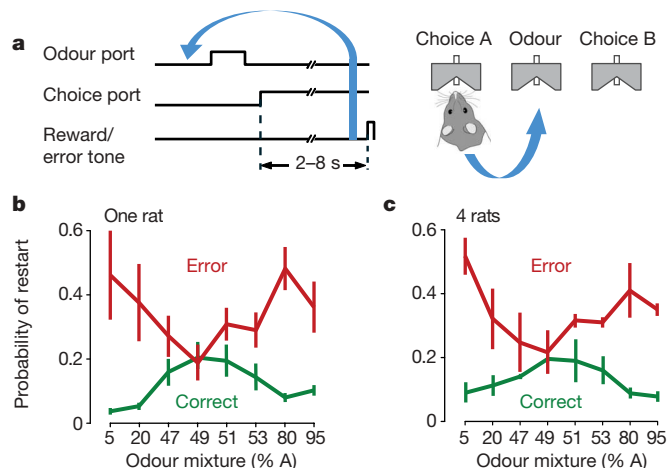 a
Odour port
Choice port
Reward/
error tone
2–8 s
Choice A Odour Choice B
b
One rat
Probability of restart
0.6
0.4
0.2
0
Error
Correct
5 20 47 49 51 53 80 95
Odour mixture (% A)
c
4 rats
0.6
0.4
0.2
0
Error
Correct
5 20 47 49 51 53 80 95
Odour mixture (% A)